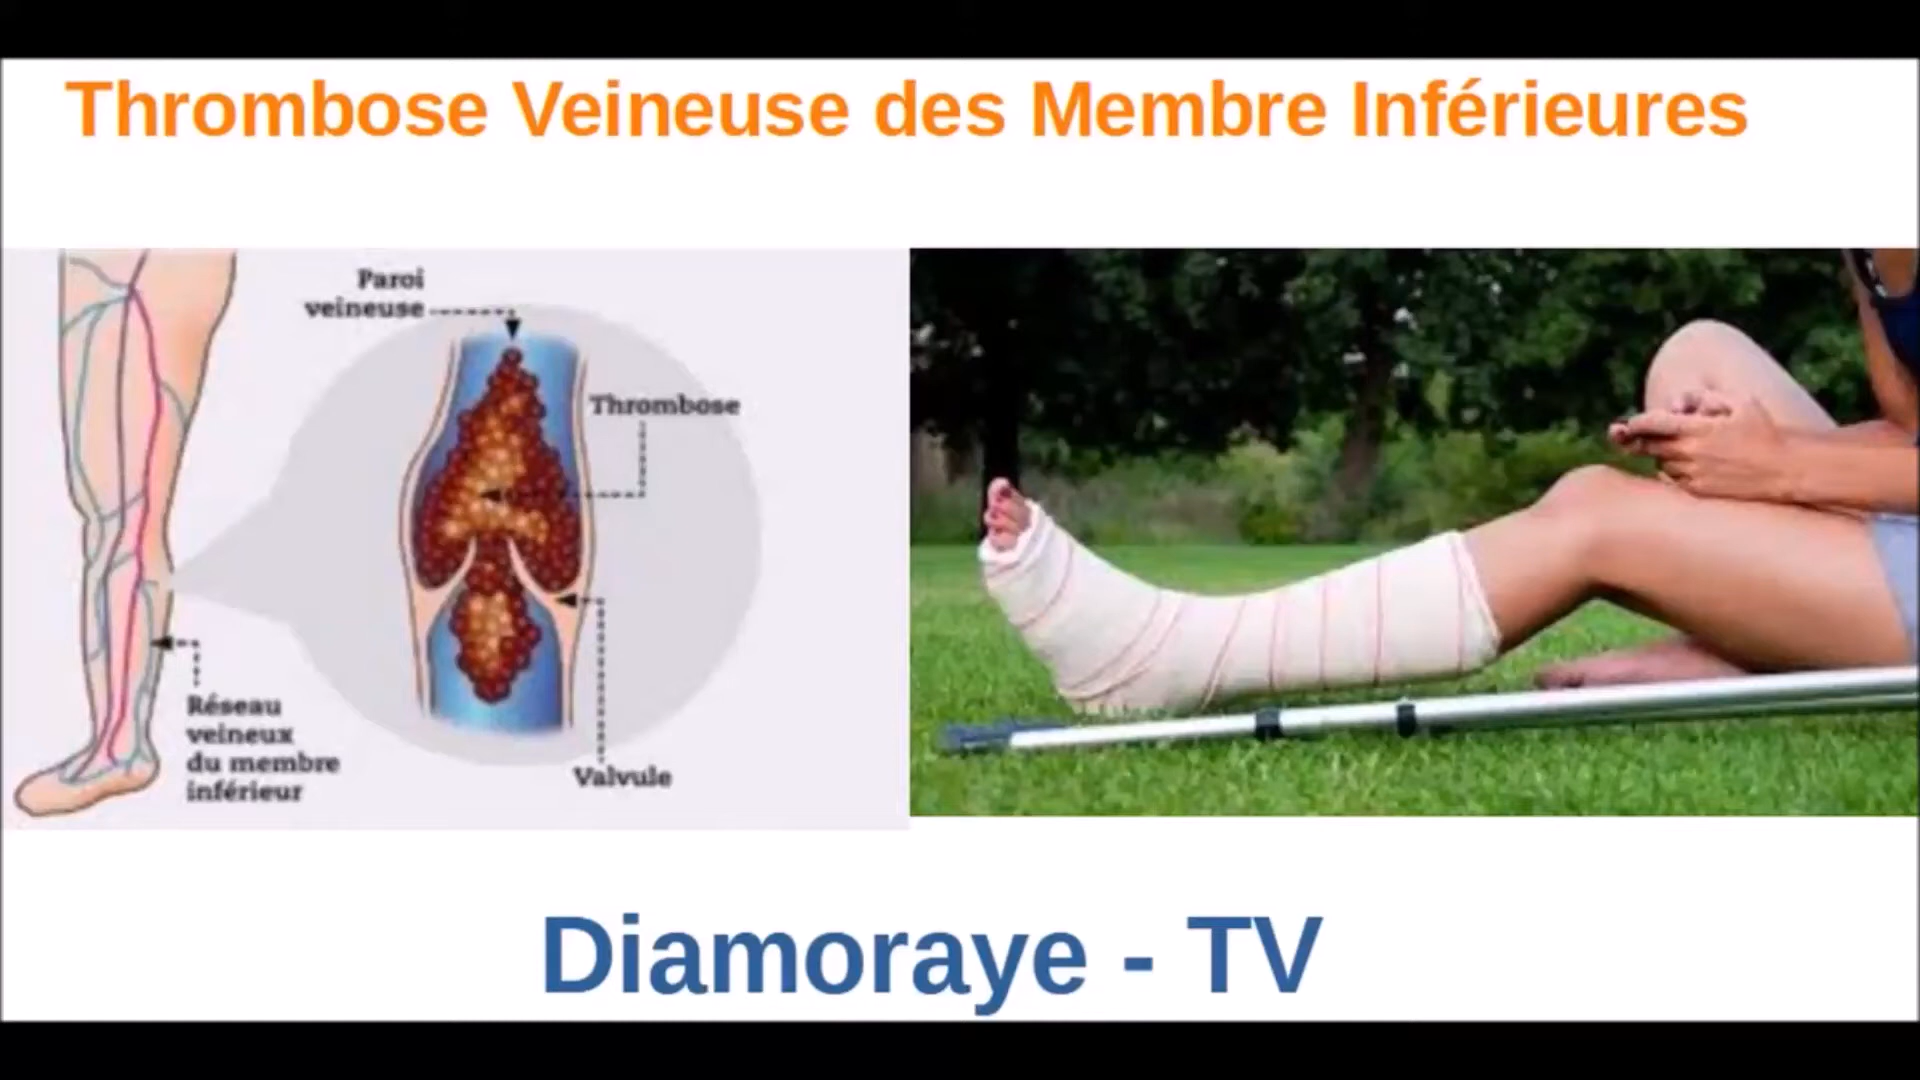 Thrombose Veineuse des Membre Inférieures
Paroi
veineuse
Thrombose
Réseau
veineux
du membre
inférieur
Valvule
Diamoraye - TV